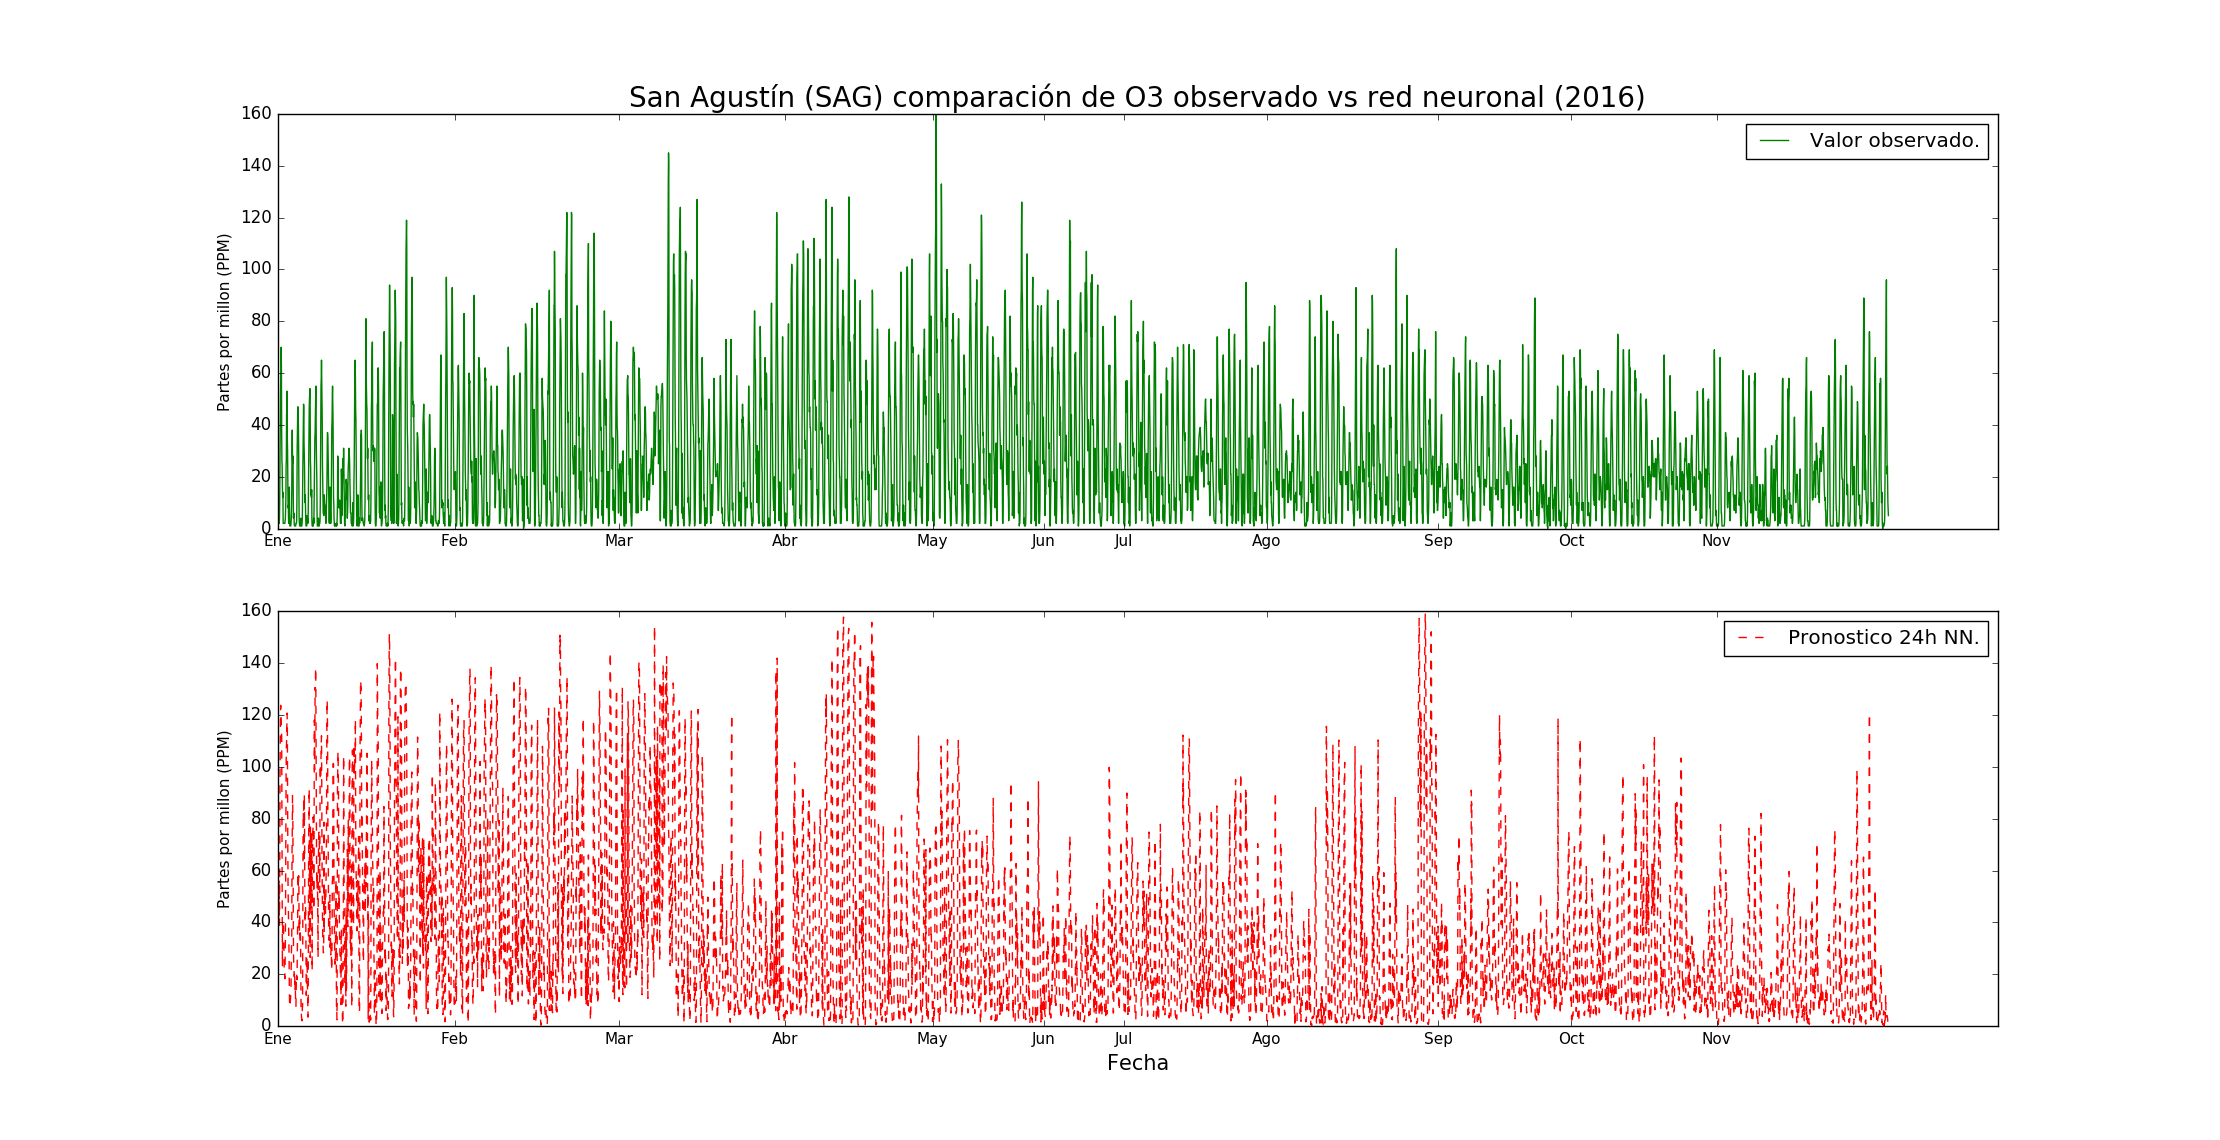 San Agustín (SAG) comparación de O3 observado vs red neuronal (2016)
160
140
120
100
80
60
40
20
0
Partes por millon (PPM)
Valor observado.
Ene Feb Mar Abr May Jun Jul Ago Sep Oct Nov
160
140
120
100
80
60
40
20
0
Partes por millon (PPM)
Pronostico 24h NN.
Ene Feb Mar Abr May Jun Jul Ago Sep Oct Nov
Fecha